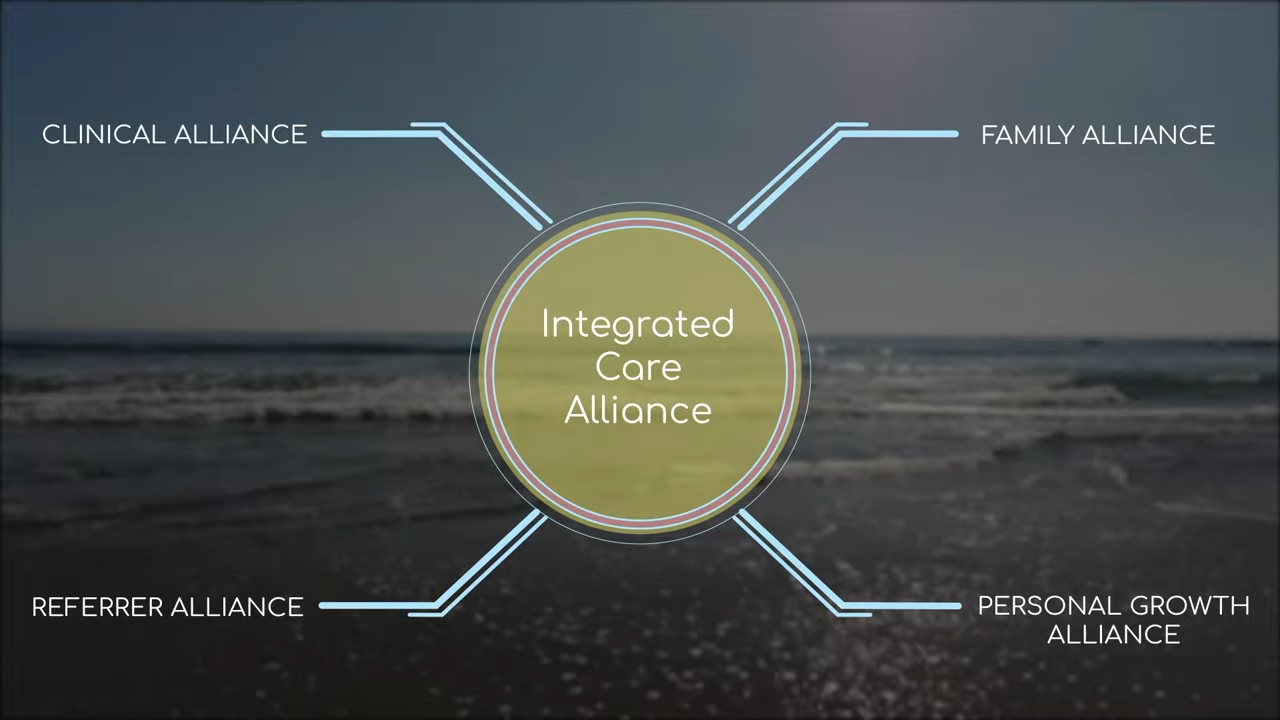 CLINICAL ALLIANCE
FAMILY ALLIANCE
Integrated
Care
Alliance
REFERRER ALLIANCE
PERSONAL GROWTH
ALLIANCE